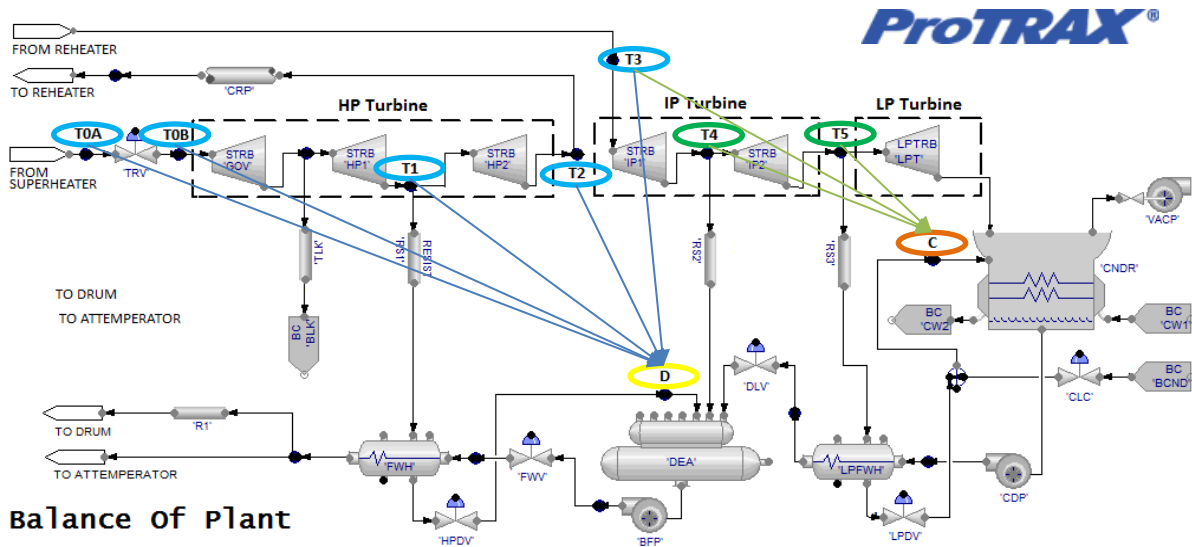 ProTRAX®
FROM REHEATER
T3
TO REHEATER
'CRP'
HP Turbine
IP Turbine
LP Turbine
T0A
T0B
T4
T5
FROM
SUPERHEATER
'TRV'
STRB
'GOV'
STRB
'HP1'
T1
STRB
'HP2'
T2
STRB
'IP1'
STRB
'IP2'
LPTRB
'LPT'
'VACP'
'TLK'
'RS1'
RESIST
'RS2'
'RS3'
C
'CNDR'
TO DRUM
TO ATTEMPERATOR
BC
'BLK'
BC
'CW2'
BC
'CW1'
D
'DLV'
BC
'BCND'
'CLC'
TO DRUM
'R1'
TO ATTEMPERATOR
'FWH'
'FWV'
'DEA'
'LPFWH'
'CDP'
Balance Of Plant
'HPDV'
'BFP'
'LPDV'